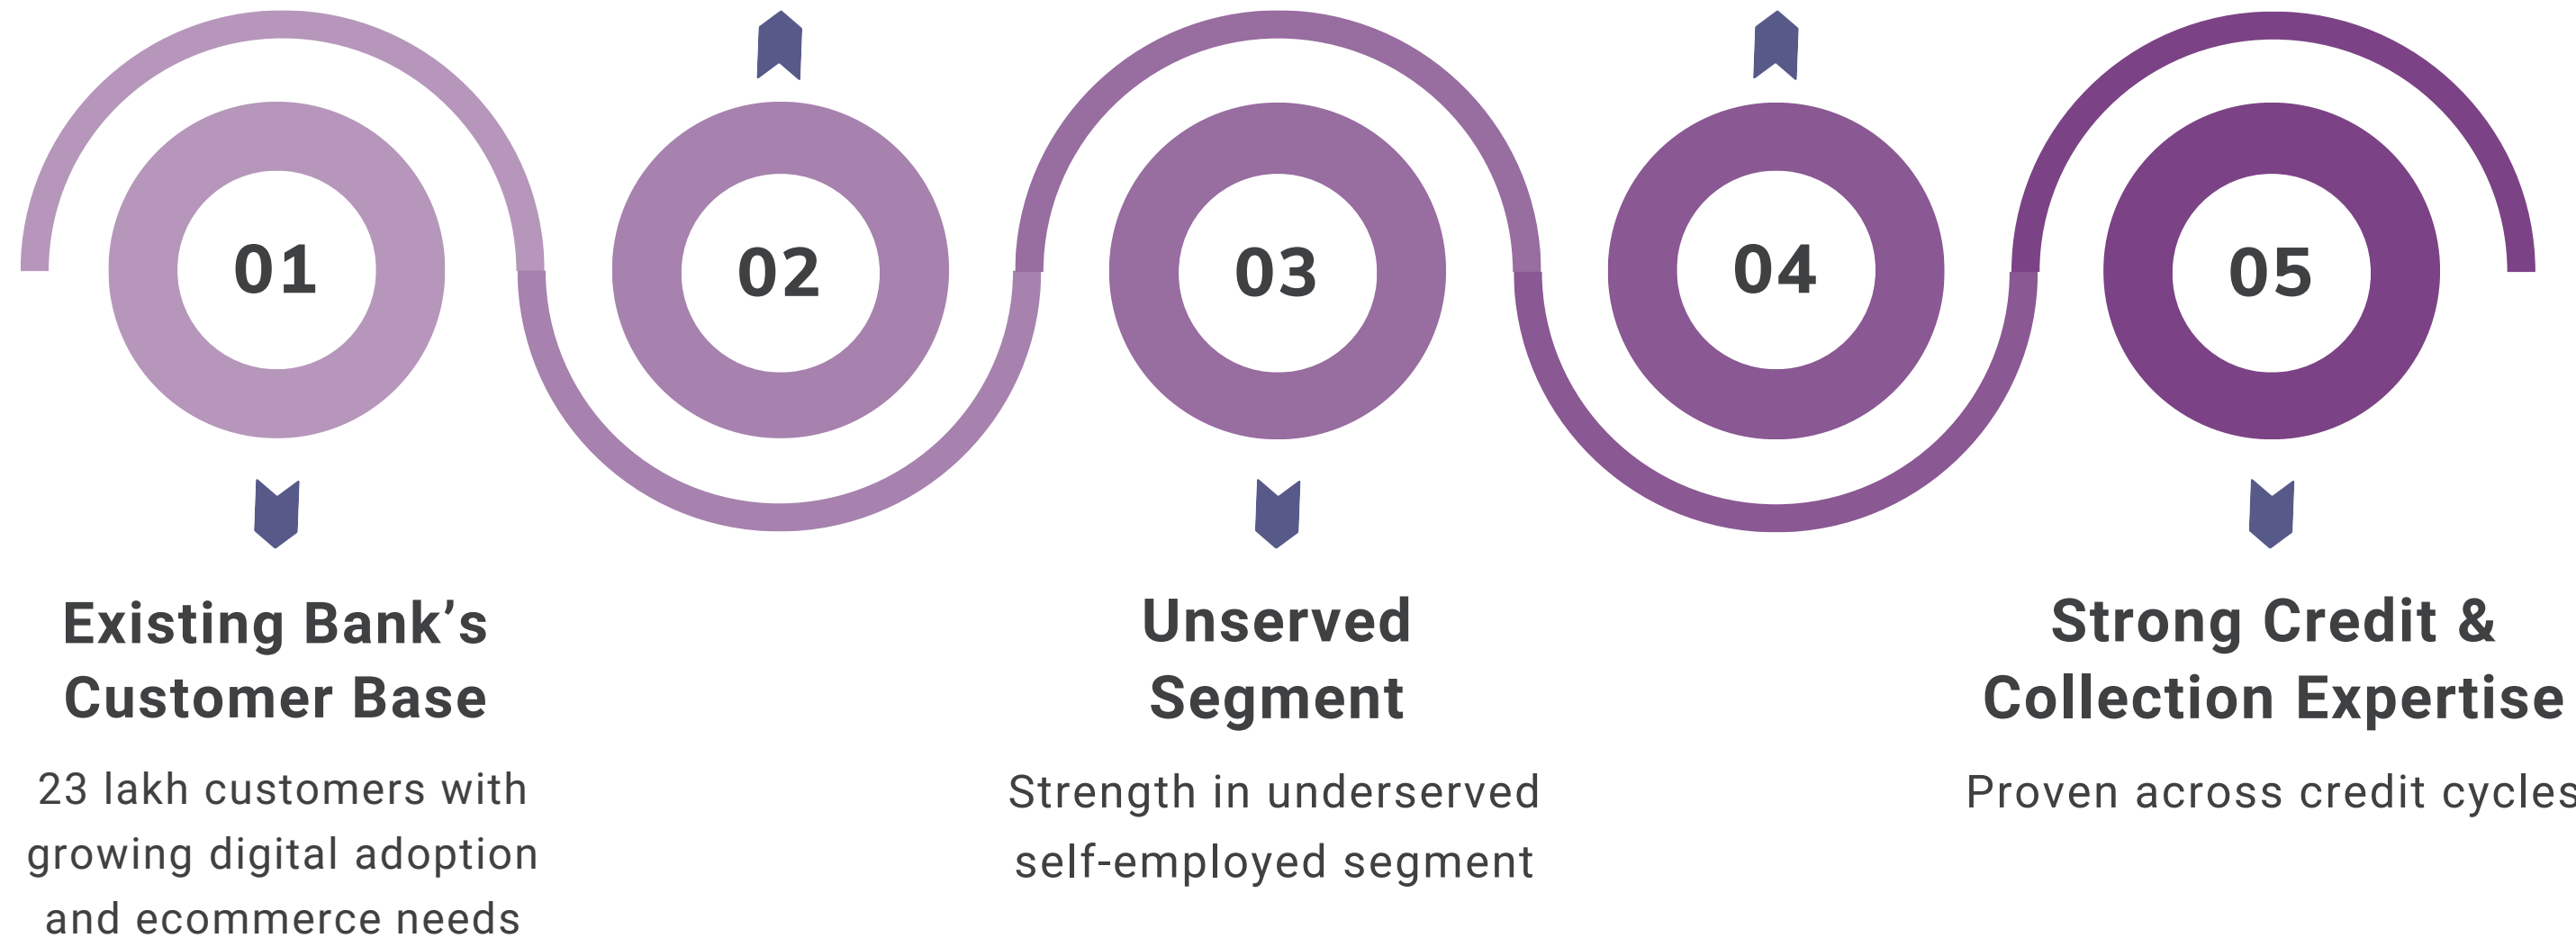 01
02
03
04
05
Existing Bank’s
Customer Base
23 lakh customers with
growing digital adoption
and ecommerce needs
Unserved
Segment
Strength in underserved
self-employed segment
Strong Credit &
Collection Expertise
Proven across credit cycles